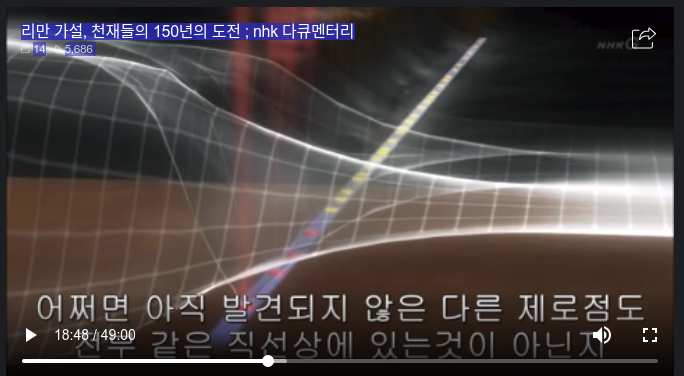 리만 가설, 천재들의 150년의 도전 ; nhk 다큐멘터리
14 5,686
NHK
어쩌면 아직 발견되지 않은 다른 제로점도
전부 같은 직선상에 있는것이 아닌지
18:48 / 49:00